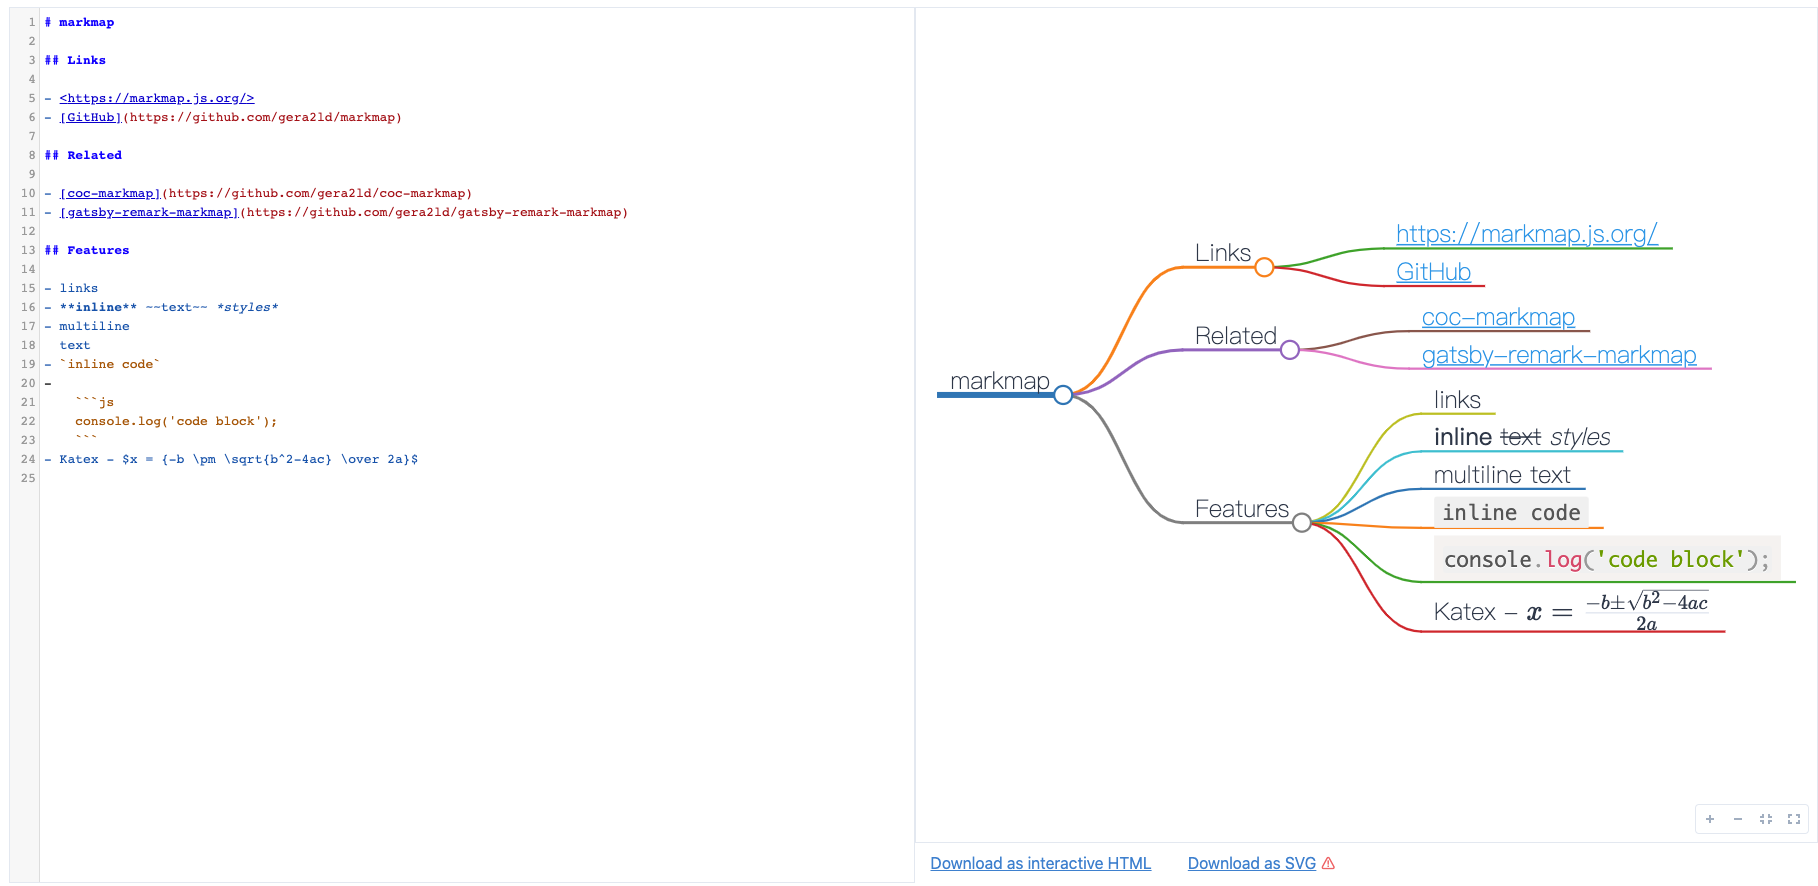 1 # markmap
2
3 ## Links
4
5 - <https://markmap.js.org/>
6 - [GitHub](https://github.com/gera2ld/markmap)
7
8 ## Related
9
10 - [coc-markmap](https://github.com/gera2ld/coc-markmap)
11 - [gatsby-remark-markmap](https://github.com/gera2ld/gatsby-remark-markmap)
12
13 ## Features
14
15 - links
16 - **inline** ~~text~~ *styles*
17 - multiline
18   text
19 - `inline code`
20 -
21     ```js
22     console.log('code block');
23     ```
24 - Katex - $x = {-b \pm \sqrt{b^2-4ac} \over 2a}$
25
markmap
Links
https://markmap.js.org/
GitHub
Related
coc-markmap
gatsby-remark-markmap
Features
links
inline text styles
multiline text
inline code
console.log('code block');
Katex - x = −b±√b²−4ac
2a
Download as interactive HTML
Download as SVG